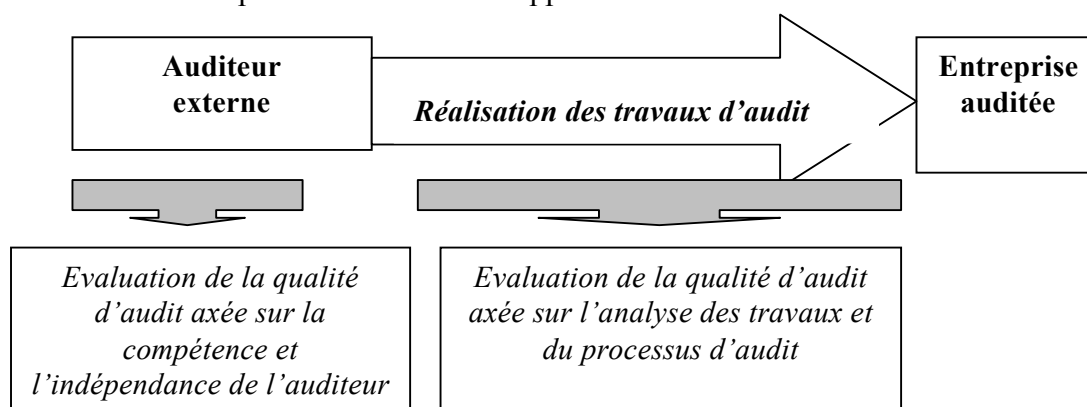 Auditeur
externe
Réalisation des travaux d’audit
Entreprise
auditée
Evaluation de la qualité
d’audit axée sur la
compétence et
l’indépendance de l’auditeur
Evaluation de la qualité d’audit
axée sur l’analyse des travaux et
du processus d’audit